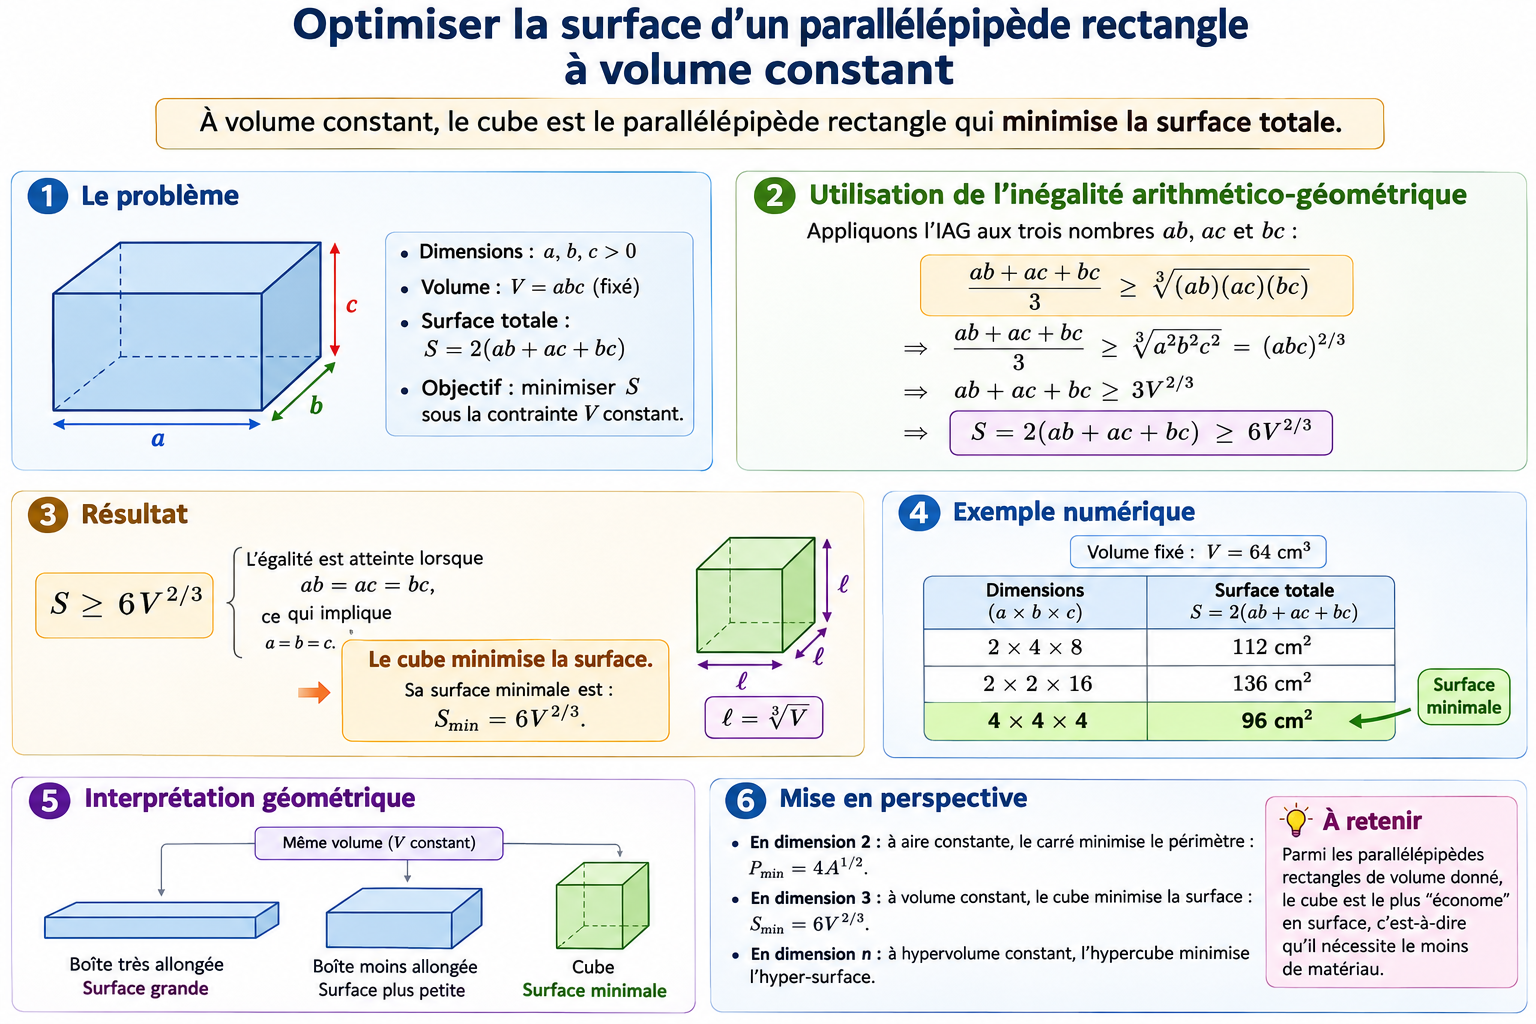 Optimiser la surface d’un parallélépipède rectangle
à volume constant
À volume constant, le cube est le parallélépipède rectangle qui minimise la surface totale.
1 Le problème
c
b
a
• Dimensions : a, b, c > 0
• Volume : V = abc (fixé)
• Surface totale :
S = 2(ab + ac + bc)
• Objectif : minimiser S
sous la contrainte V constant.
2 Utilisation de l’inégalité arithmético-géométrique
Appliquons l’IAG aux trois nombres ab, ac et bc :
(ab + ac + bc)/3 ≥ ∛((ab)(ac)(bc))
⇒ (ab + ac + bc)/3 ≥ ∛(a²b²c²) = (abc)^{2/3}
⇒ ab + ac + bc ≥ 3V^{2/3}
⇒ S = 2(ab + ac + bc) ≥ 6V^{2/3}
3 Résultat
S ≥ 6V^{2/3}
L’égalité est atteinte lorsque
ab = ac = bc,
ce qui implique
a = b = c.
Le cube minimise la surface.
Sa surface minimale est :
S_min = 6V^{2/3}.
ℓ
ℓ
ℓ
ℓ = ∛V
4 Exemple numérique
Volume fixé : V = 64 cm³
Dimensions
(a × b × c)
Surface totale
S = 2(ab + ac + bc)
2 × 4 × 8 112 cm²
2 × 2 × 16 136 cm²
4 × 4 × 4 96 cm²
Surface
minimale
5 Interprétation géométrique
Même volume (V constant)
Boîte très allongée
Surface grande
Boîte moins allongée
Surface plus petite
Cube
Surface minimale
6 Mise en perspective
• En dimension 2 : à aire constante, le carré minimise le périmètre :
P_min = 4A^{1/2}.
• En dimension 3 : à volume constant, le cube minimise la surface :
S_min = 6V^{2/3}.
• En dimension n : à hypervolume constant, l’hypercube minimise
l’hyper-surface.
À retenir
Parmi les parallélépipèdes
rectangles de volume donné,
le cube est le plus “économe”
en surface, c’est-à-dire
qu’il nécessite le moins
de matériau.